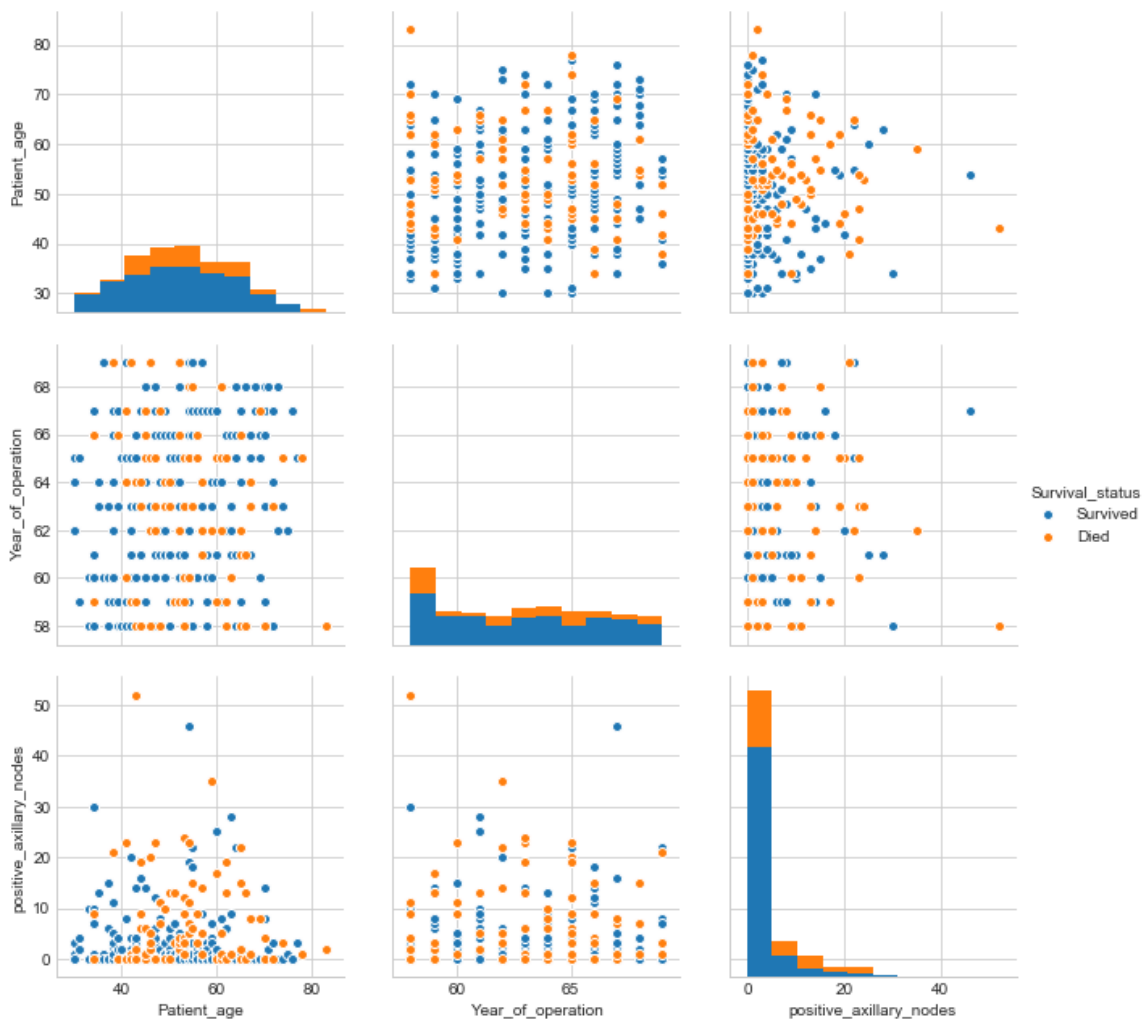 Patient_age
80
70
60
50
40
30
Year_of_operation
68
66
64
62
60
58
Survival_status
Survived
Died
positive_axillary_nodes
50
40
30
20
10
0
40
60
80
60
65
0
20
40
Patient_age
Year_of_operation
positive_axillary_nodes